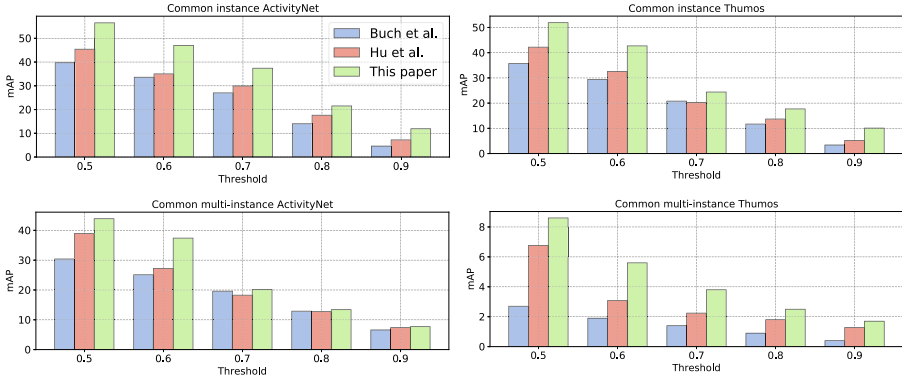 Common instance ActivityNet
mAP
50
40
30
20
10
0
Buch et al.
Hu et al.
This paper
0.5 0.6 0.7 0.8 0.9
Threshold
Common instance Thumos
mAP
50
40
30
20
10
0
0.5 0.6 0.7 0.8 0.9
Threshold
Common multi-instance ActivityNet
mAP
40
30
20
10
0
0.5 0.6 0.7 0.8 0.9
Threshold
Common multi-instance Thumos
mAP
8
6
4
2
0
0.5 0.6 0.7 0.8 0.9
Threshold